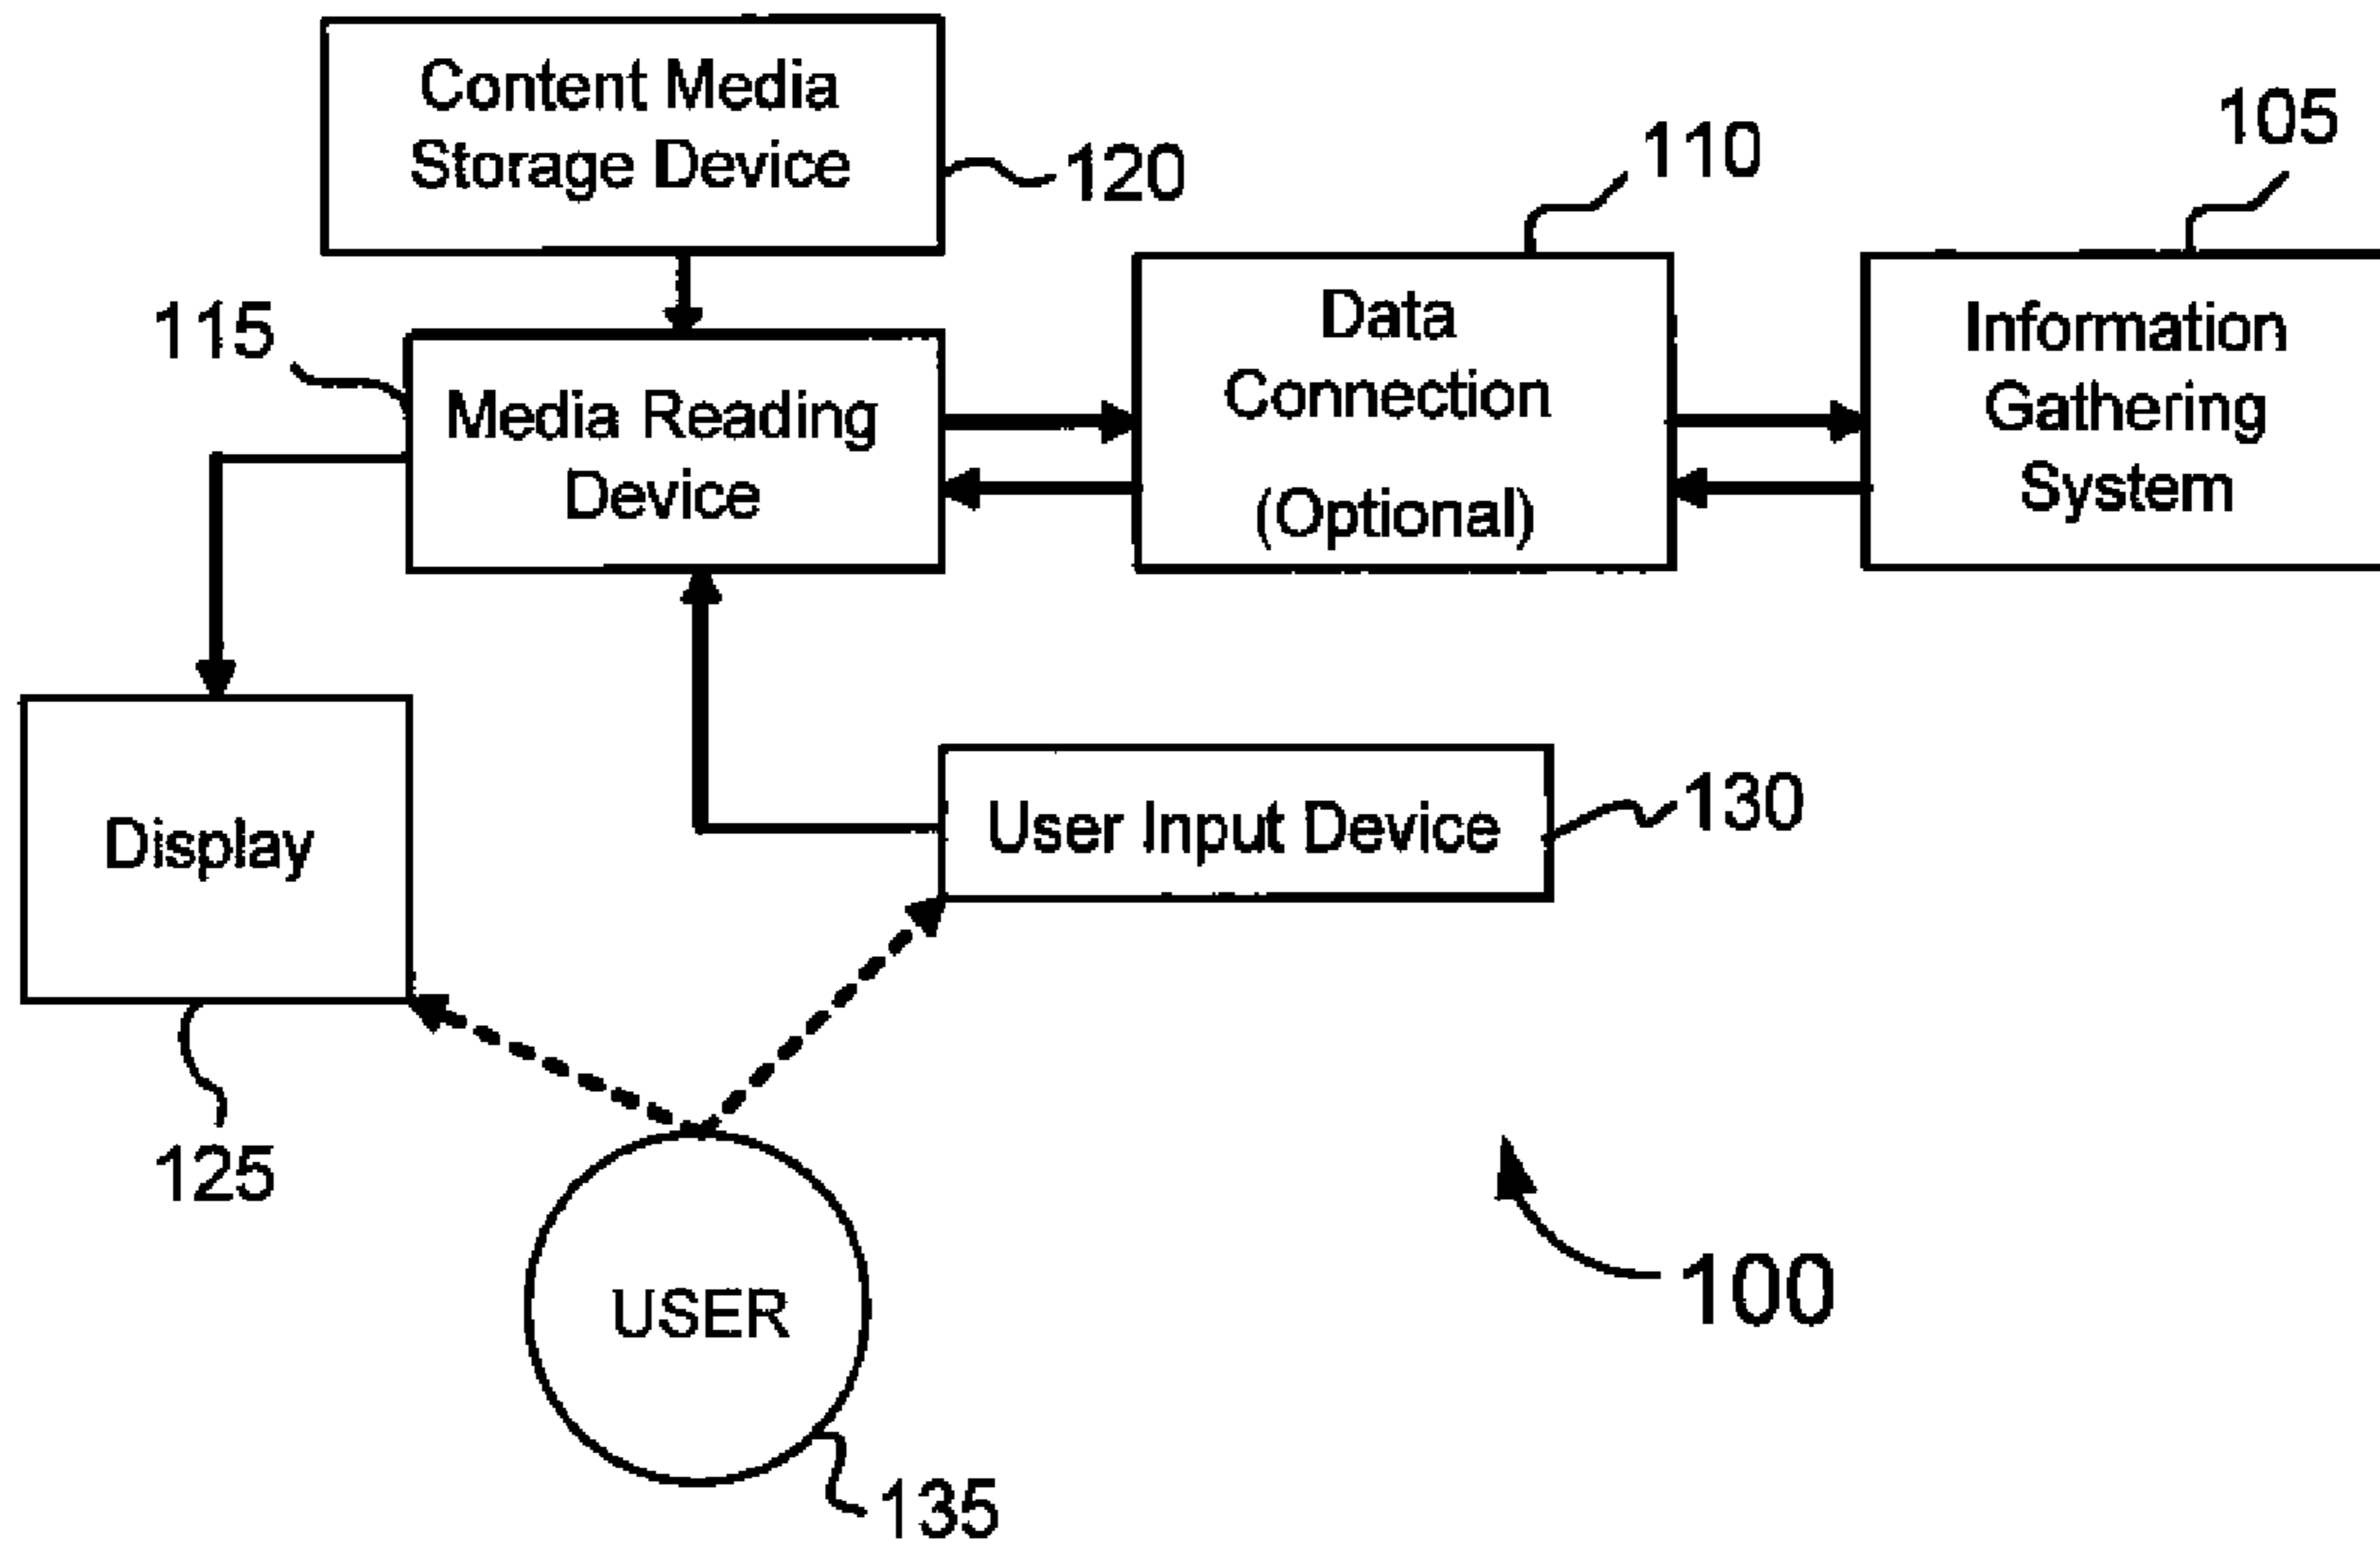 Content Media
Storage Device
120
110
105
115
Media Reading
Device
Data
Connection
(Optional)
Information
Gathering
System
Display
User Input Device
130
125
USER
100
135